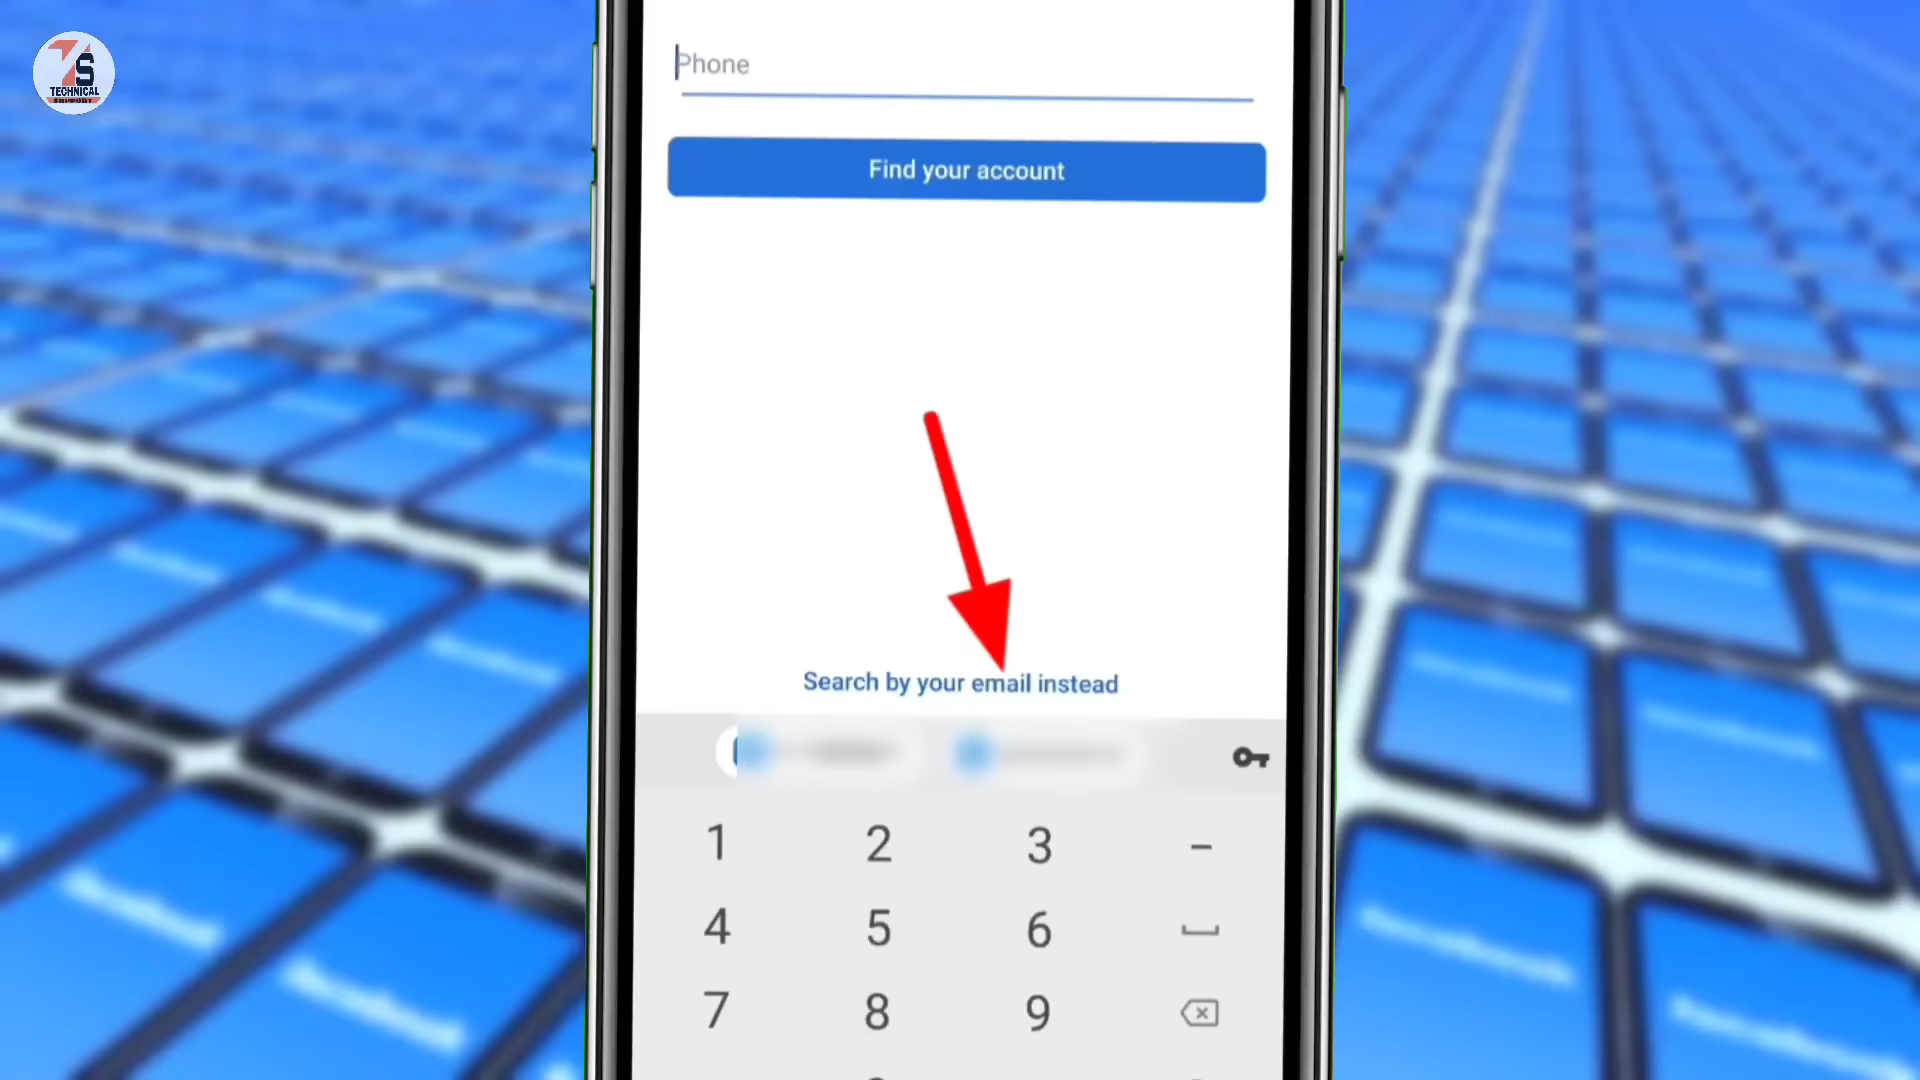 TECHNICAL
SUPPORT
Phone
Find your account
Search by your email instead
1 2 3 -
4 5 6
7 8 9